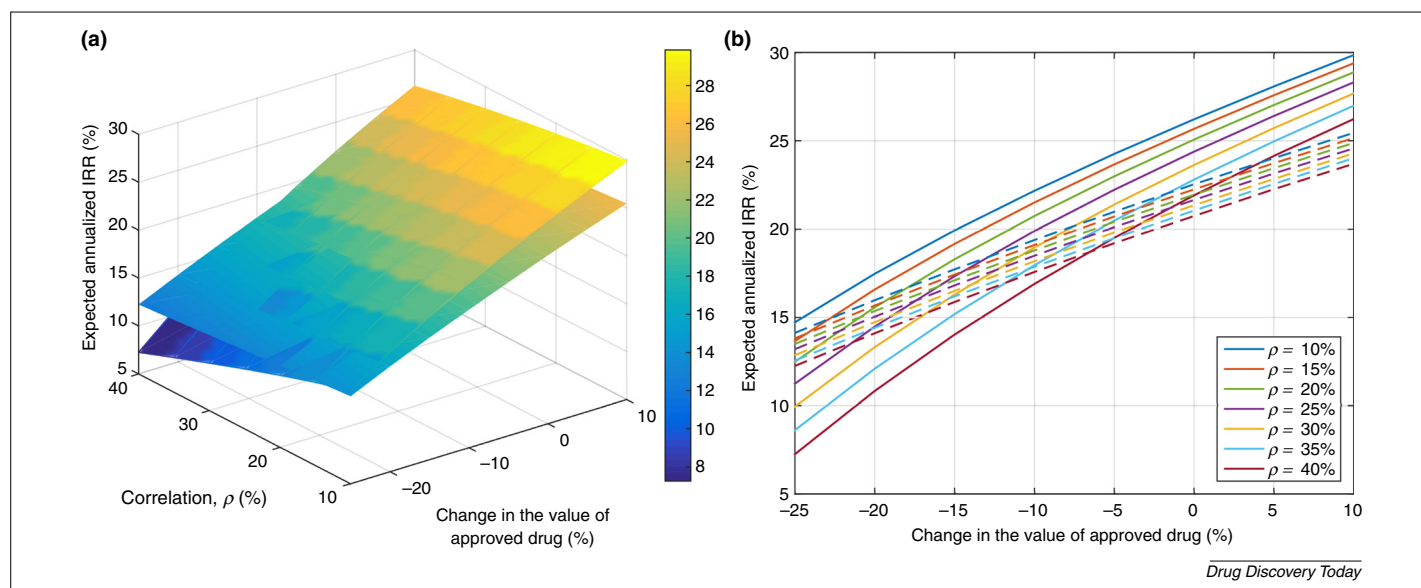 (a)
Expected annualized IRR (%)
30
25
20
15
10
5
40
30
20
10
Correlation, ρ (%)
–20
–10
0
10
Change in the value of
approved drug (%)
28
26
24
22
20
18
16
14
12
10
8
(b)
Expected annualized IRR (%)
30
25
20
15
10
5
–25
–20
–15
–10
–5
0
5
10
Change in the value of approved drug (%)
ρ = 10%
ρ = 15%
ρ = 20%
ρ = 25%
ρ = 30%
ρ = 35%
ρ = 40%
Drug Discovery Today